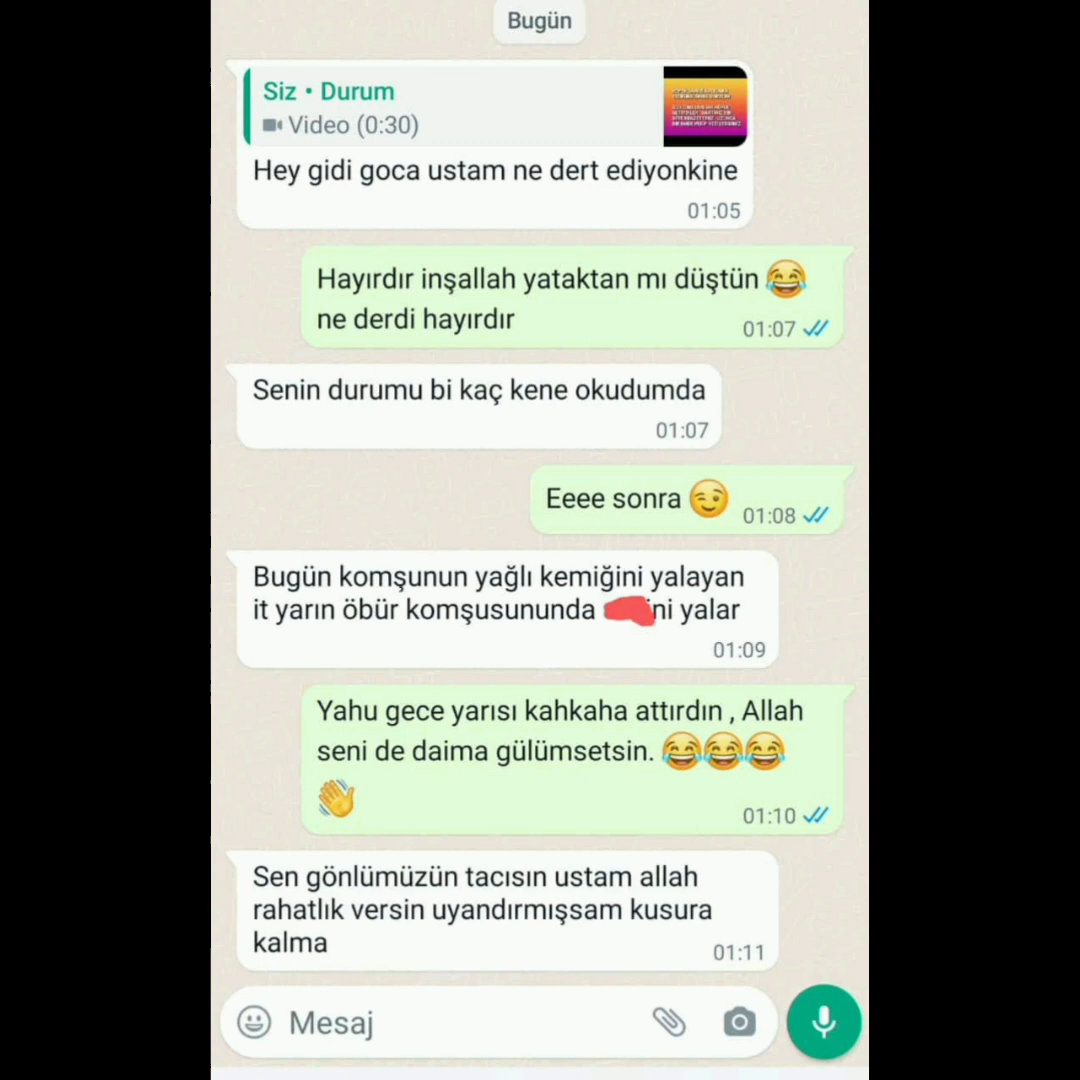 Bugün
Siz • Durum
Video (0:30)
Hey gidi goca ustam ne dert ediyonkine
01:05
Hayırdır inşallah yataktan mı düştün 😂
ne derdi hayırdır
01:07
Senin durumu bi kaç kene okudumda
01:07
Eeee sonra 😉
01:08
Bugün komşunun yağlı kemiğini yalayan
it yarın öbür komşusununda ni yalar
01:09
Yahu gece yarısı kahkaha attırdın , Allah
seni de daima gülümsetsin. 😂😂😂
👋
01:10
Sen gönlümüzün tacısın ustam allah
rahatlık versin uyandırmışsam kusura
kalma
01:11
Mesaj